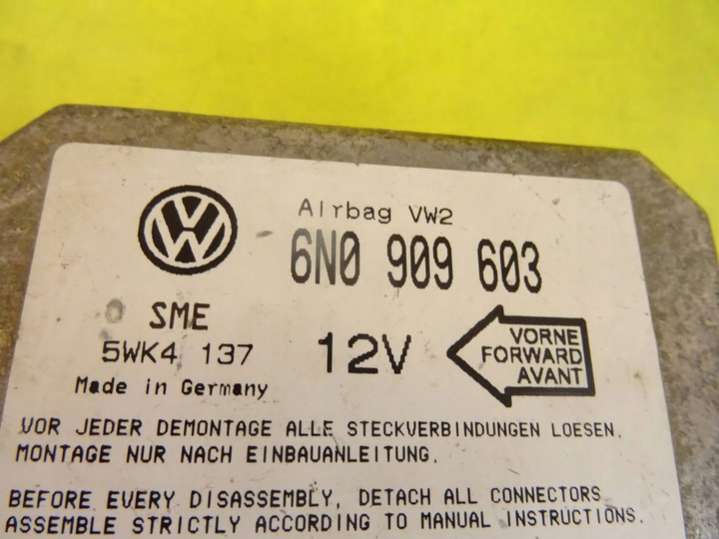 Airbag VW2
6N0 909 603
SME
5WK4 137
12V
VORNE
FORWARD
AVANT
Made in Germany
VOR JEDER DEMONTAGE ALLE STECKVERBINDUNGEN LOESEN.
MONTAGE NUR NACH EINBAUANLEITUNG.
BEFORE EVERY DISASSEMBLY, DETACH ALL CONNECTORS
ASSEMBLE STRICTLY ACCORDING TO MANUAL INSTRUCTIONS.